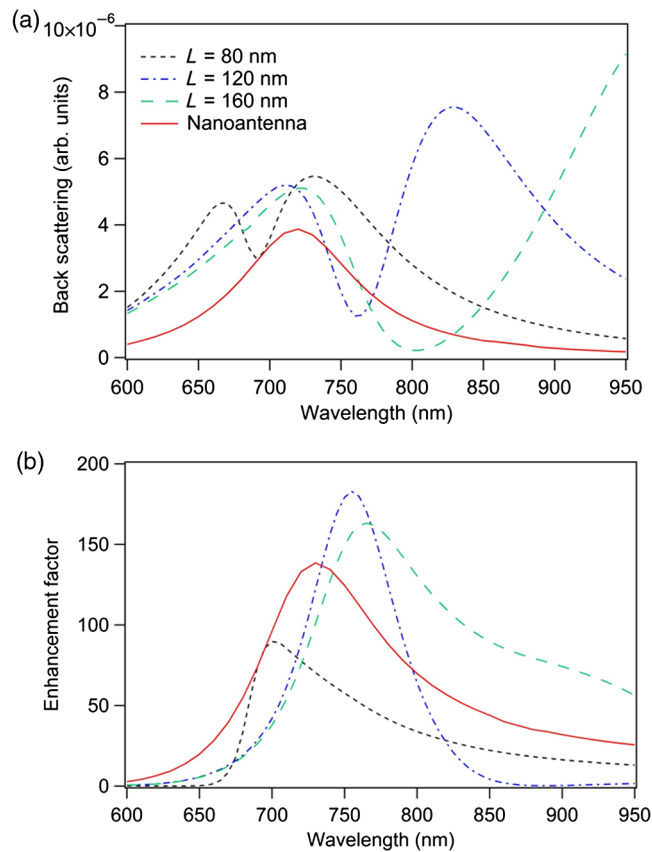 (a)
10×10⁻⁶
8
6
4
2
0
Back scattering (arb. units)
L = 80 nm
L = 120 nm
L = 160 nm
Nanoantenna
600 650 700 750 800 850 900 950
Wavelength (nm)
(b)
200
150
100
50
0
Enhancement factor
600 650 700 750 800 850 900 950
Wavelength (nm)